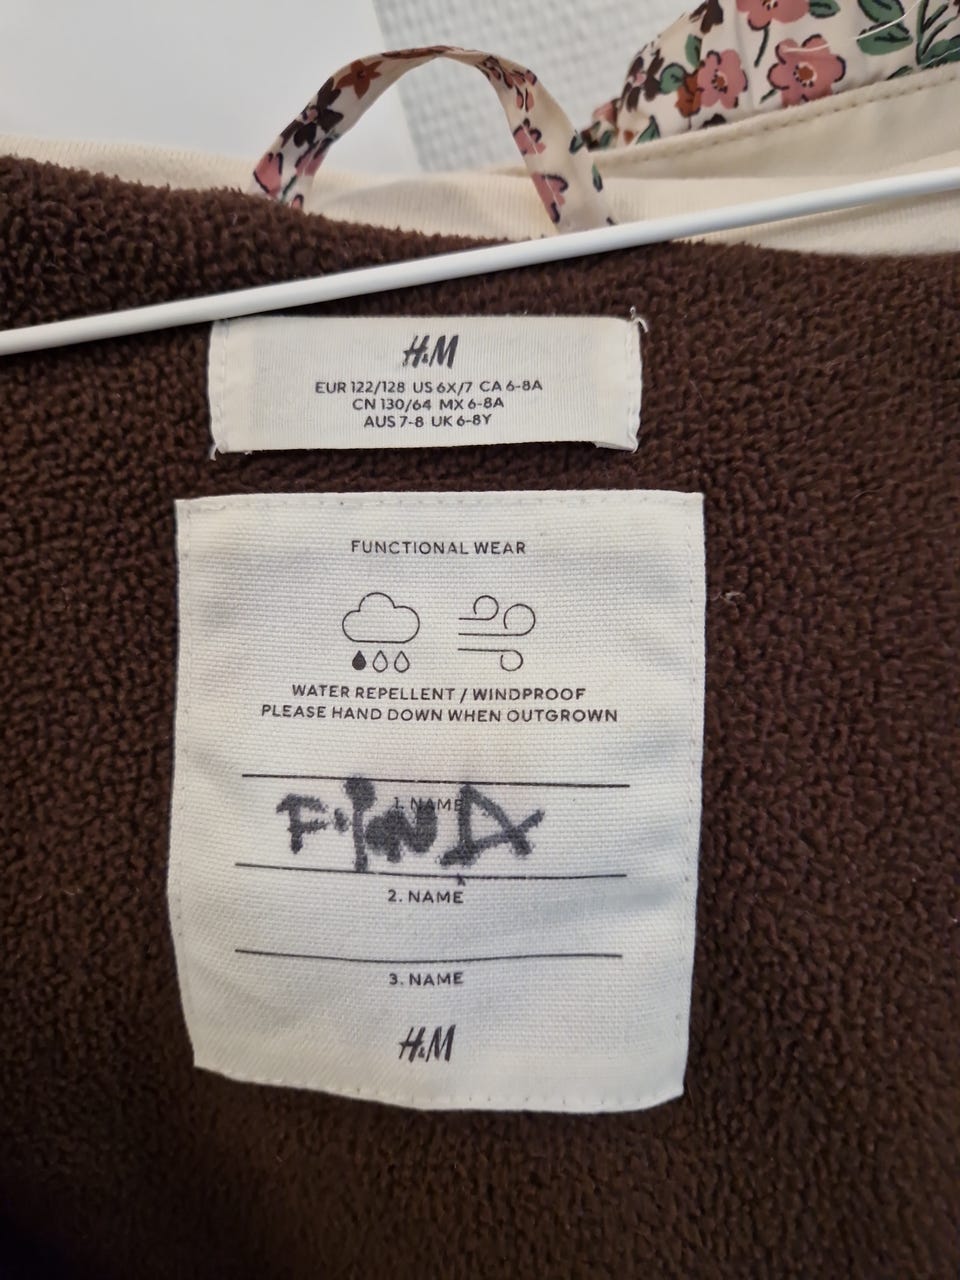 H&M
EUR 122/128 US 6X/7 CA 6-8A
CN 130/64 MX 6-8A
AUS 7-8 UK 6-8Y
FUNCTIONAL WEAR
WATER REPELLENT / WINDPROOF
PLEASE HAND DOWN WHEN OUTGROWN
1. NAME
2. NAME
3. NAME
H&M